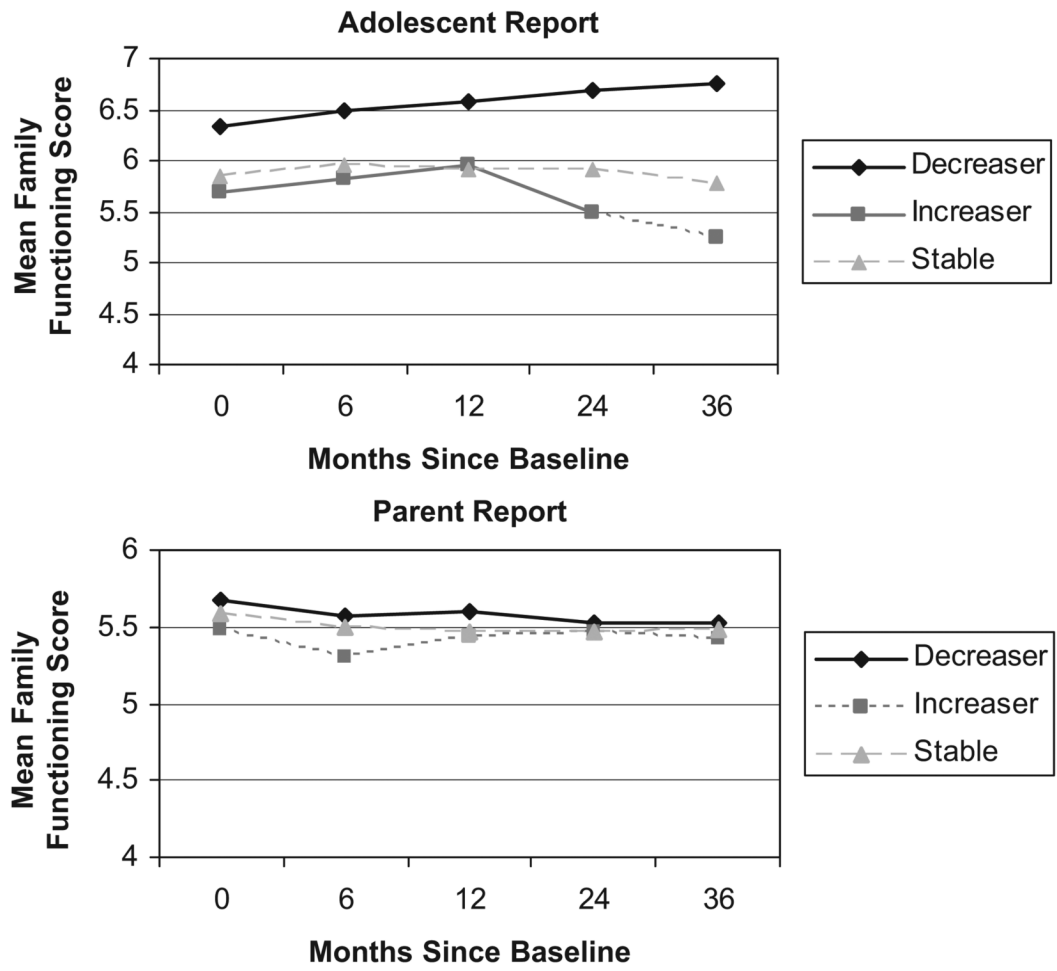 Adolescent Report
Mean Family
Functioning Score
7
6.5
6
5.5
5
4.5
4
0 6 12 24 36
Months Since Baseline
Decreaser
Increaser
Stable
Parent Report
Mean Family
Functioning Score
6
5.5
5
4.5
4
0 6 12 24 36
Months Since Baseline
Decreaser
Increaser
Stable